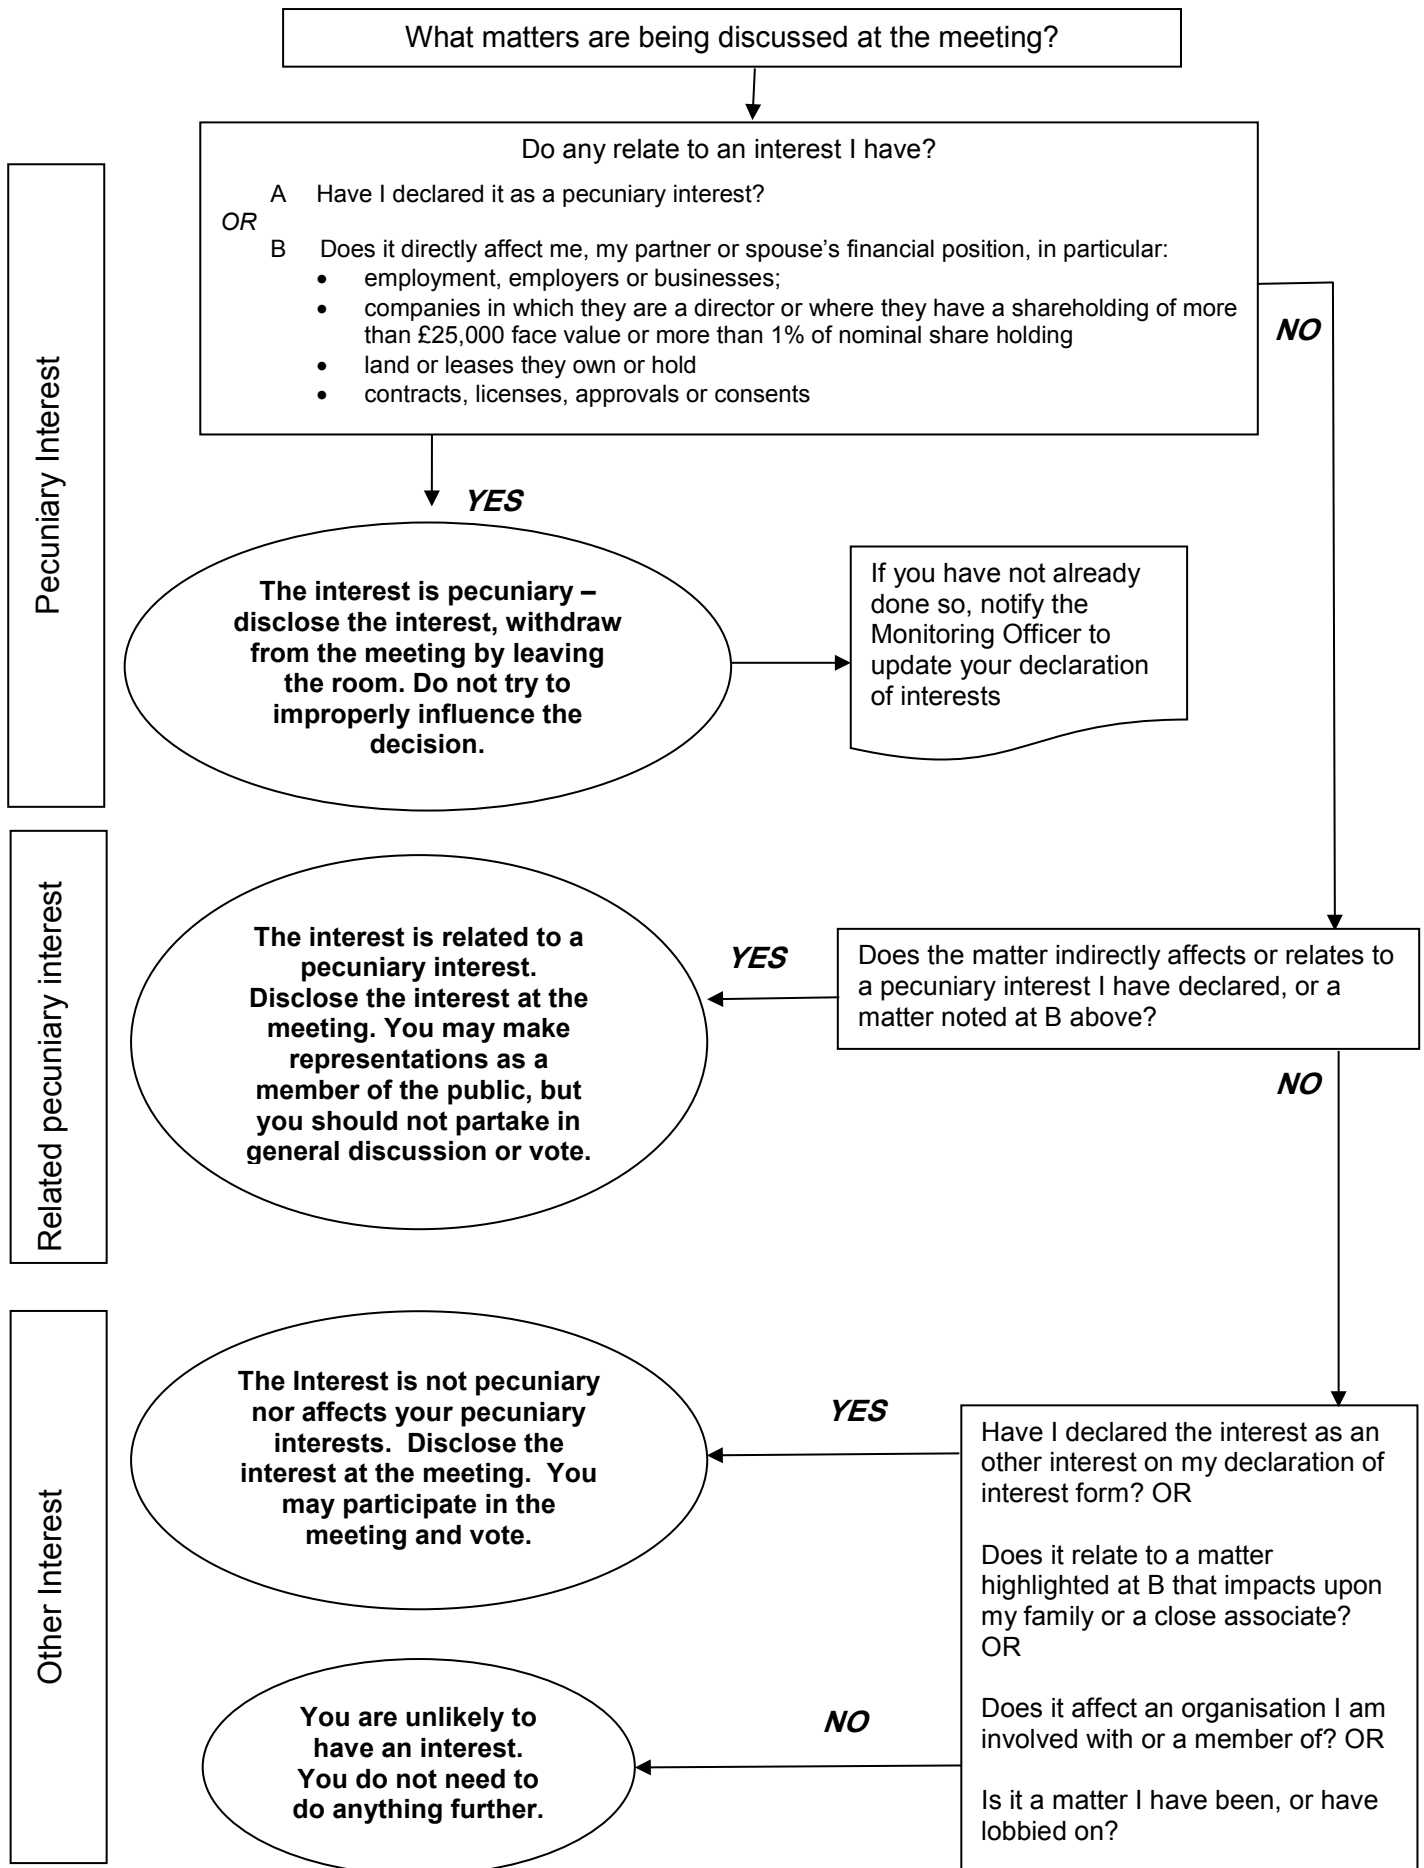 What matters are being discussed at the meeting?
Do any relate to an interest I have?
A Have I declared it as a pecuniary interest?
OR
B Does it directly affect me, my partner or spouse’s financial position, in particular:
• employment, employers or businesses;
• companies in which they are a director or where they have a shareholding of more
than £25,000 face value or more than 1% of nominal share holding
• land or leases they own or hold
• contracts, licenses, approvals or consents
NO
Pecuniary Interest
YES
The interest is pecuniary –
disclose the interest, withdraw
from the meeting by leaving
the room. Do not try to
improperly influence the
decision.
If you have not already
done so, notify the
Monitoring Officer to
update your declaration
of interests
Related pecuniary interest
The interest is related to a
pecuniary interest.
Disclose the interest at the
meeting. You may make
representations as a
member of the public, but
you should not partake in
general discussion or vote.
YES
Does the matter indirectly affects or relates to
a pecuniary interest I have declared, or a
matter noted at B above?
NO
Other Interest
The Interest is not pecuniary
nor affects your pecuniary
interests. Disclose the
interest at the meeting. You
may participate in the
meeting and vote.
YES
Have I declared the interest as an
other interest on my declaration of
interest form? OR
Does it relate to a matter
highlighted at B that impacts upon
my family or a close associate?
OR
Does it affect an organisation I am
involved with or a member of? OR
Is it a matter I have been, or have
lobbied on?
NO
You are unlikely to
have an interest.
You do not need to
do anything further.